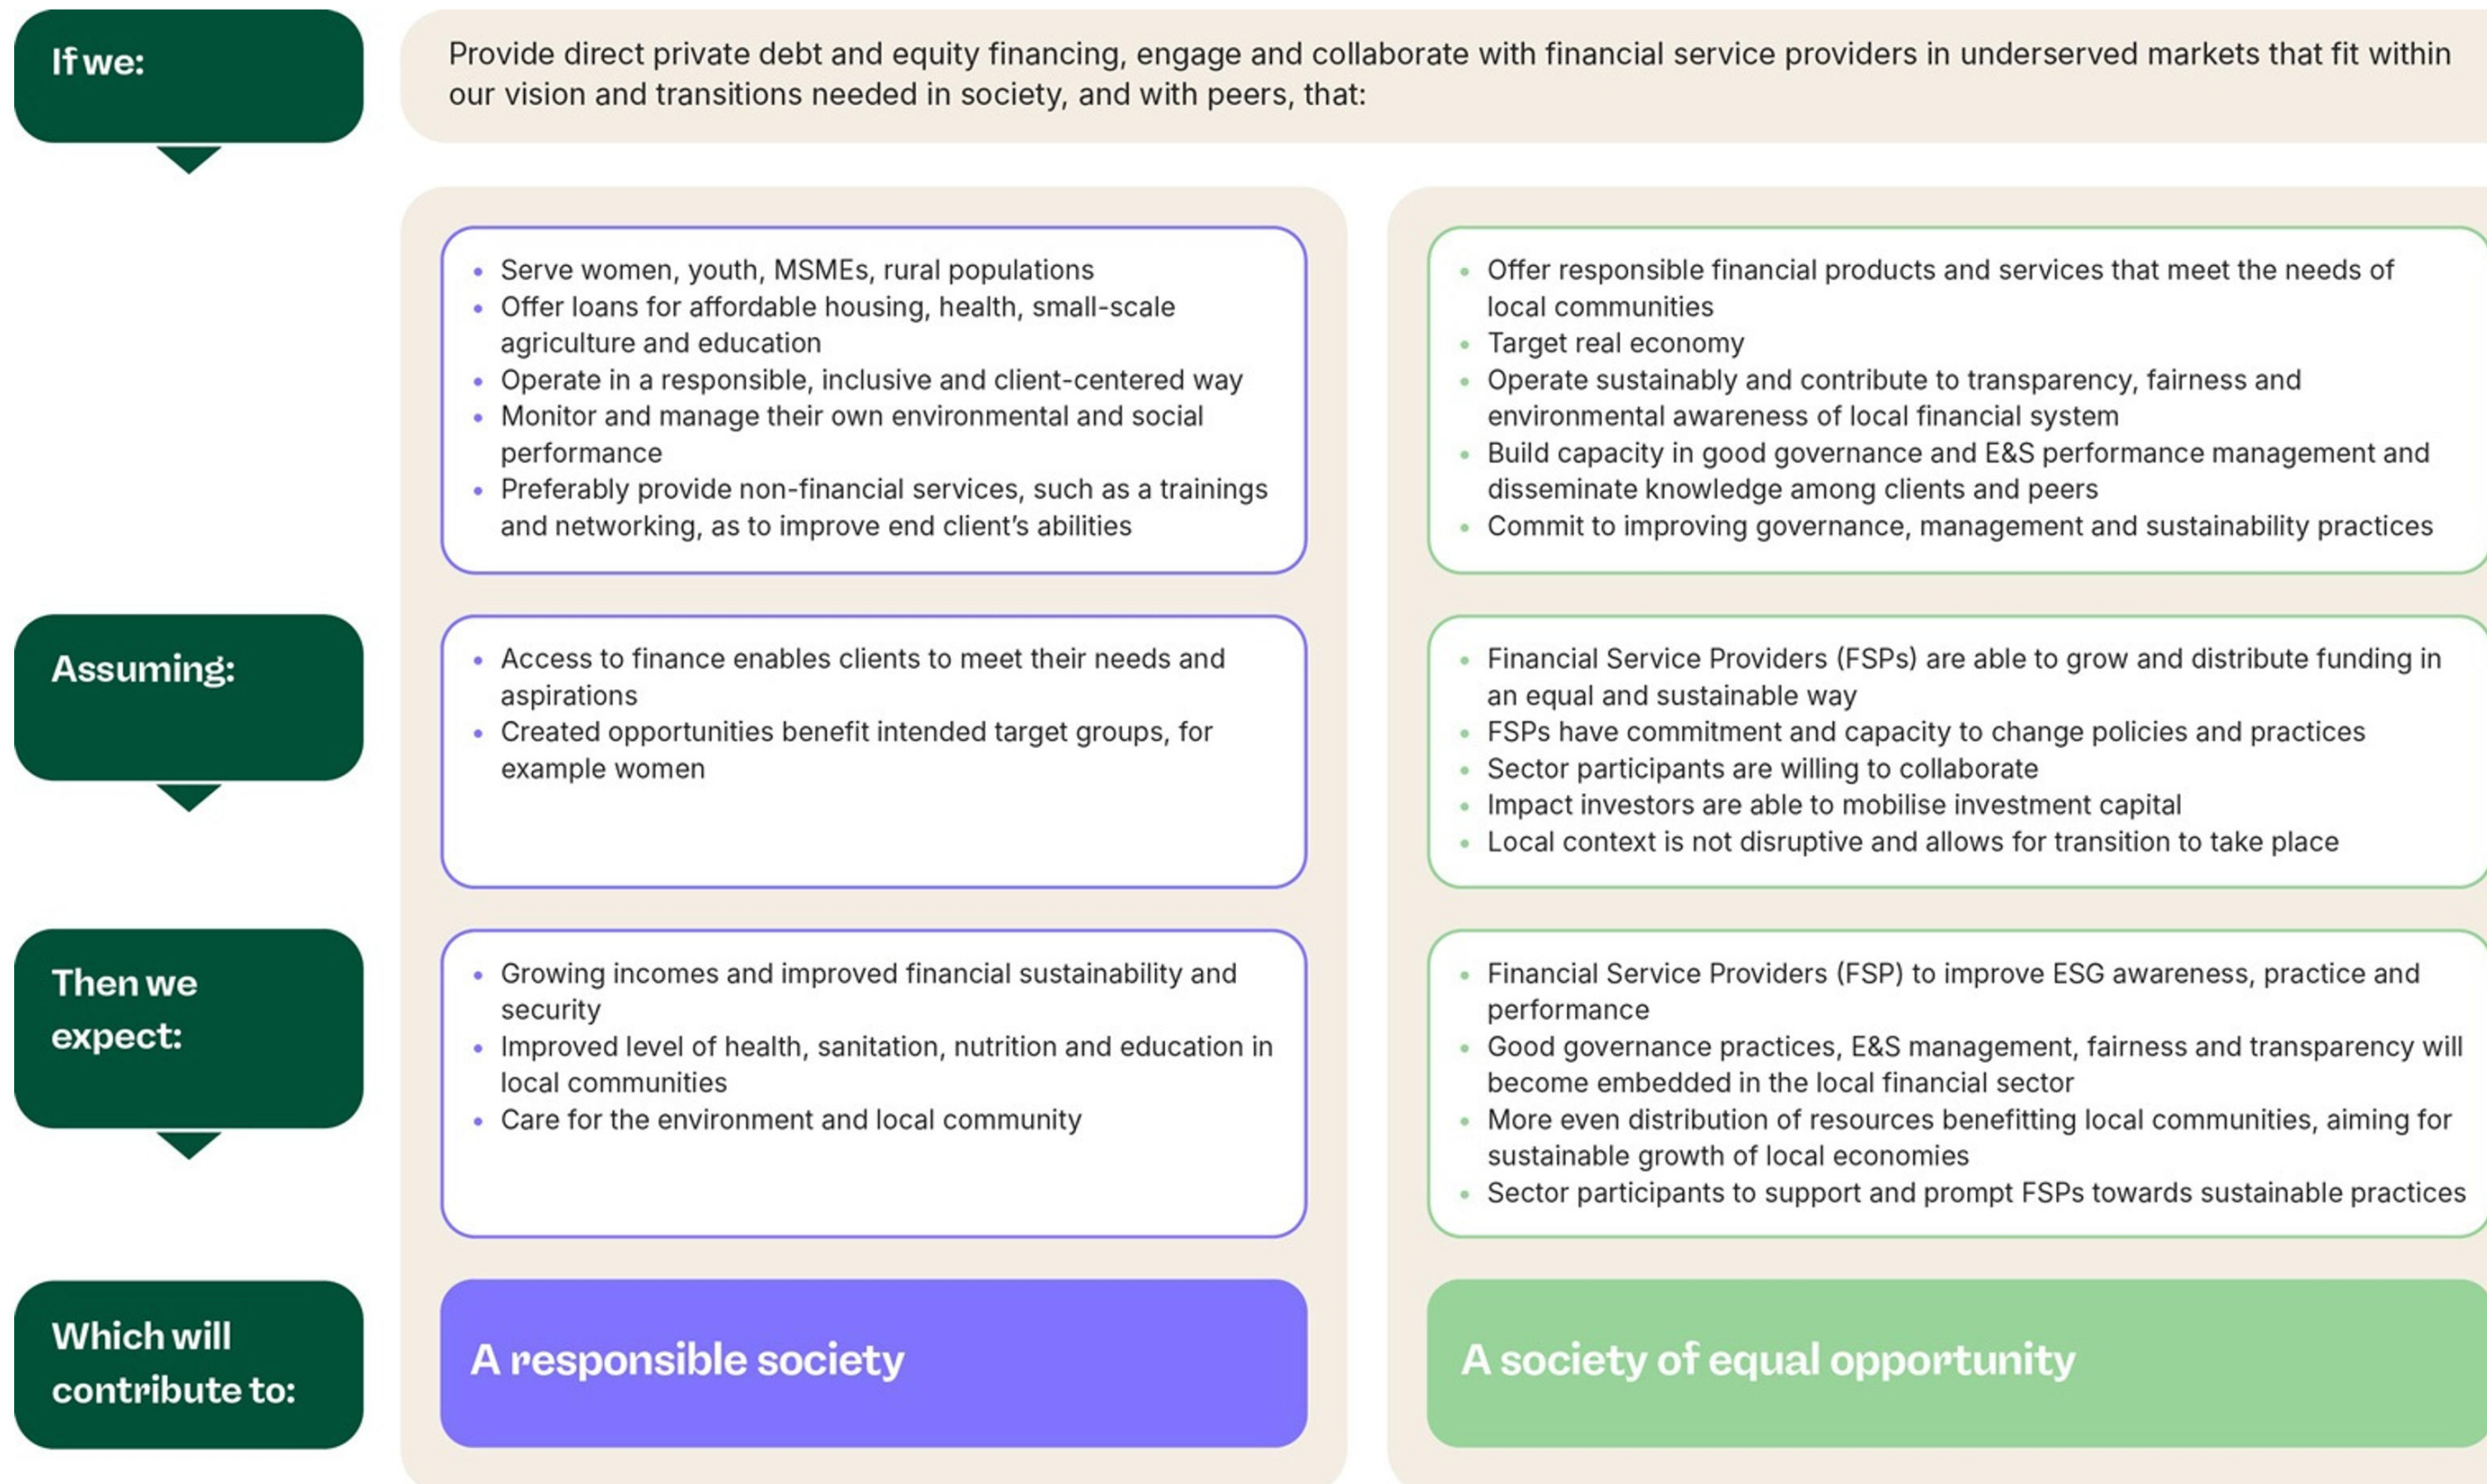 If we:
Provide direct private debt and equity financing, engage and collaborate with financial service providers in underserved markets that fit within
our vision and transitions needed in society, and with peers, that:
• Serve women, youth, MSMEs, rural populations
• Offer loans for affordable housing, health, small-scale
agriculture and education
• Operate in a responsible, inclusive and client-centered way
• Monitor and manage their own environmental and social
performance
• Preferably provide non-financial services, such as a trainings
and networking, as to improve end client’s abilities
• Offer responsible financial products and services that meet the needs of
local communities
• Target real economy
• Operate sustainably and contribute to transparency, fairness and
environmental awareness of local financial system
• Build capacity in good governance and E&S performance management and
disseminate knowledge among clients and peers
• Commit to improving governance, management and sustainability practices
Assuming:
• Access to finance enables clients to meet their needs and
aspirations
• Created opportunities benefit intended target groups, for
example women
• Financial Service Providers (FSPs) are able to grow and distribute funding in
an equal and sustainable way
• FSPs have commitment and capacity to change policies and practices
• Sector participants are willing to collaborate
• Impact investors are able to mobilise investment capital
• Local context is not disruptive and allows for transition to take place
Then we
expect:
• Growing incomes and improved financial sustainability and
security
• Improved level of health, sanitation, nutrition and education in
local communities
• Care for the environment and local community
• Financial Service Providers (FSP) to improve ESG awareness, practice and
performance
• Good governance practices, E&S management, fairness and transparency will
become embedded in the local financial sector
• More even distribution of resources benefitting local communities, aiming for
sustainable growth of local economies
• Sector participants to support and prompt FSPs towards sustainable practices
Which will
contribute to:
A responsible society
A society of equal opportunity